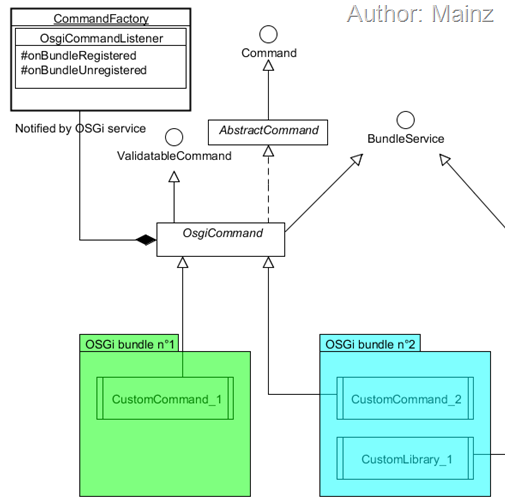 Author: Mainz
CommandFactory
OsgiCommandListener
#onBundleRegistered
#onBundleUnregistered
Command
Notified by OSGi service
AbstractCommand
ValidatableCommand
BundleService
OsgiCommand
OSGi bundle n°1
OSGi bundle n°2
CustomCommand_1
CustomCommand_2
CustomLibrary_1